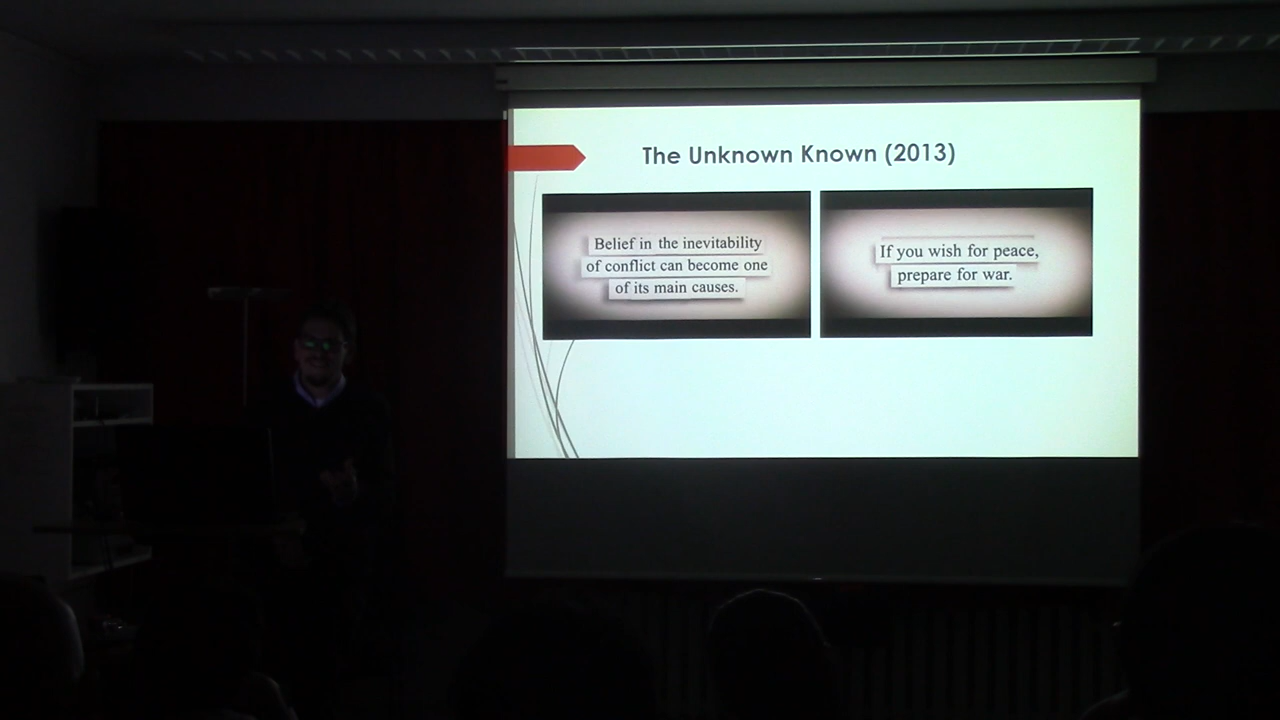 The Unknown Known (2013)
Belief in the inevitability
of conflict can become one
of its main causes.
If you wish for peace,
prepare for war.